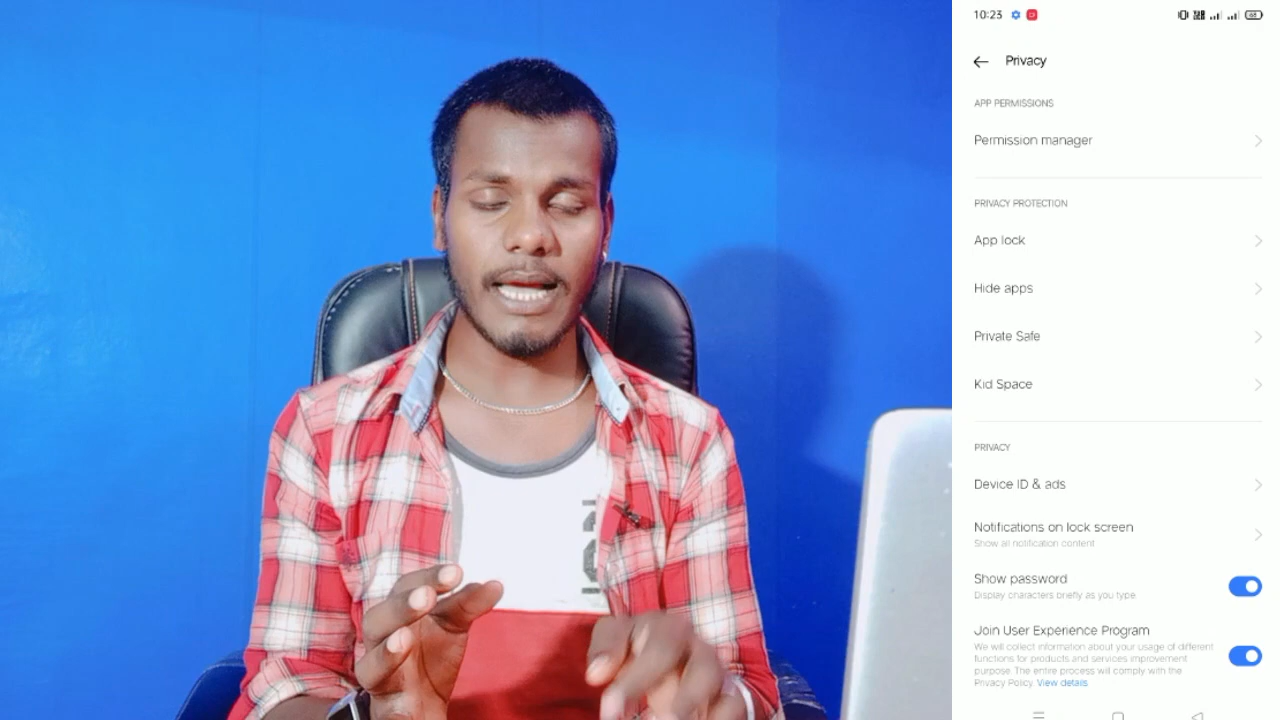 10:23
68
Privacy
APP PERMISSIONS
Permission manager
PRIVACY PROTECTION
App lock
Hide apps
Private Safe
Kid Space
PRIVACY
Device ID & ads
Notifications on lock screen
Show all notification content
Show password
Display characters briefly as you type
Join User Experience Program
We will collect information about your usage of different
functions for products and services improvement
purpose. The entire process will comply with the
Privacy Policy. View details